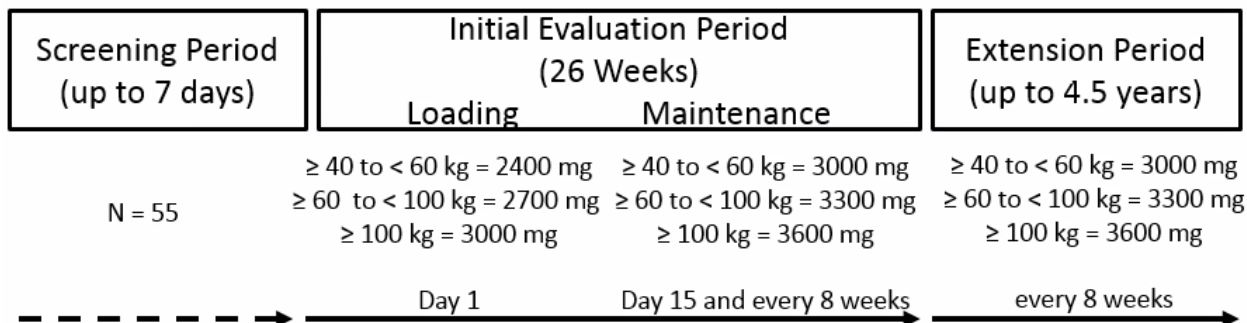 Screening Period
(up to 7 days)
Initial Evaluation Period
(26 Weeks)
Loading
Maintenance
Extension Period
(up to 4.5 years)
N = 55
≥ 40 to < 60 kg = 2400 mg
≥ 60 to < 100 kg = 2700 mg
≥ 100 kg = 3000 mg
≥ 40 to < 60 kg = 3000 mg
≥ 60 to < 100 kg = 3300 mg
≥ 100 kg = 3600 mg
≥ 40 to < 60 kg = 3000 mg
≥ 60 to < 100 kg = 3300 mg
≥ 100 kg = 3600 mg
Day 1
Day 15 and every 8 weeks
every 8 weeks